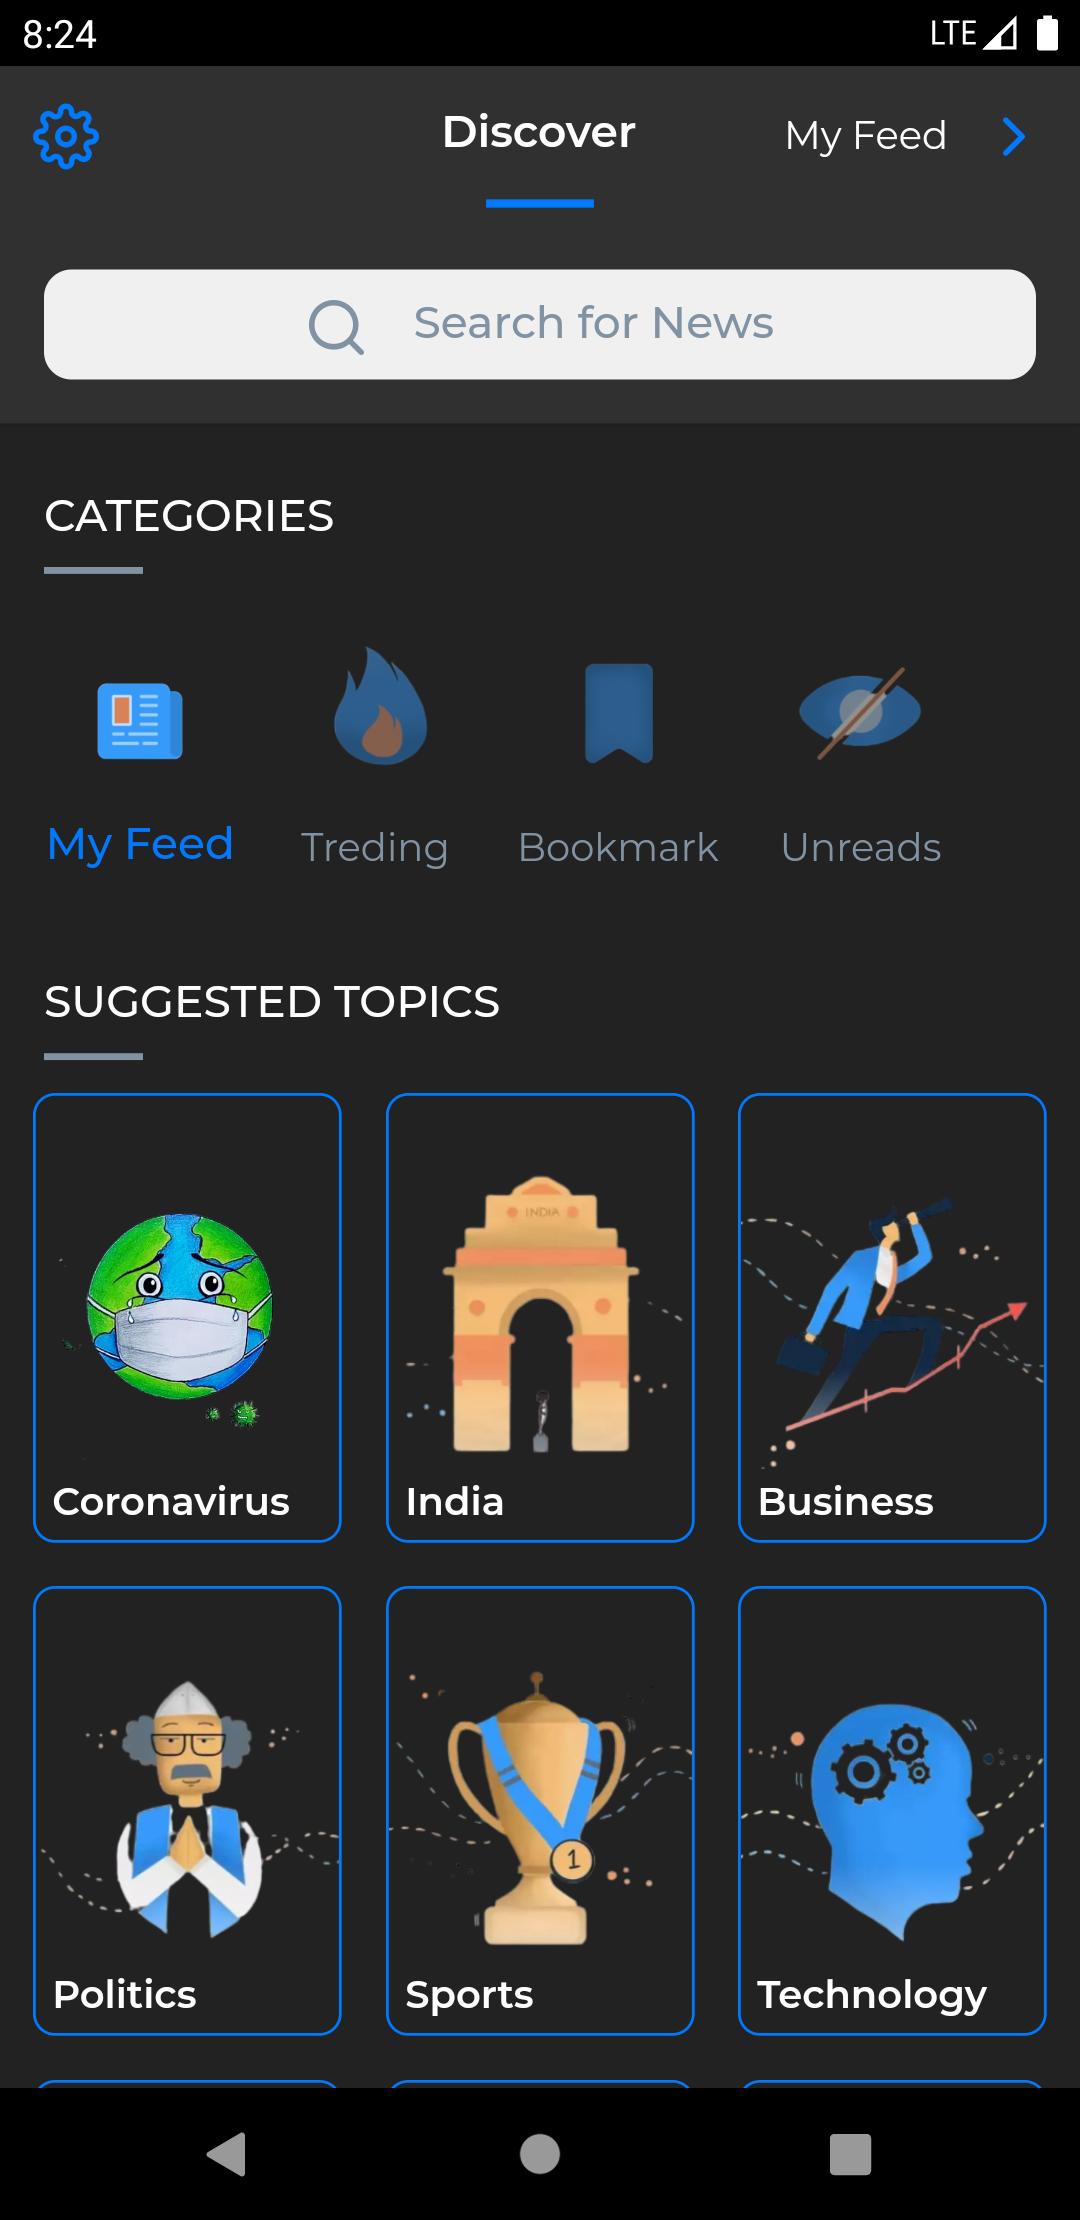 8:24 LTE
Discover My Feed
Search for News
CATEGORIES
My Feed Treding Bookmark Unreads
SUGGESTED TOPICS
INDIA
Coronavirus India Business
1
Politics Sports Technology